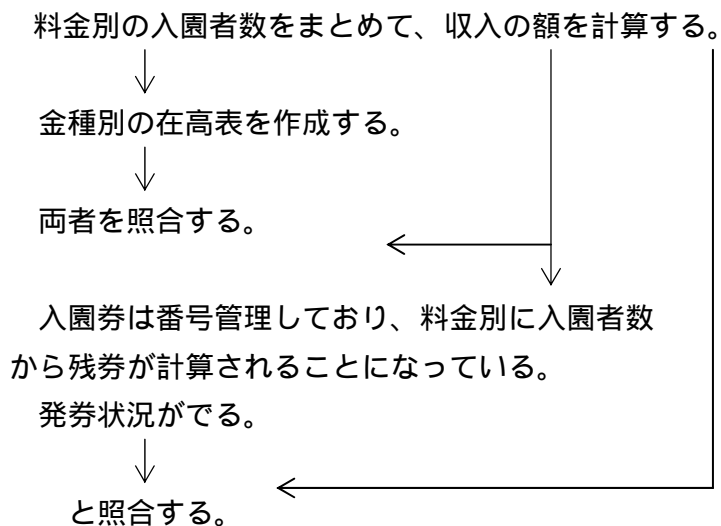 料金別の入園者数をまとめて、収入の額を計算する。
金種別の在高表を作成する。
両者を照合する。
入園券は番号管理しており、料金別に入園者数
から残券が計算されることになっている。
発券状況がでる。
と照合する。